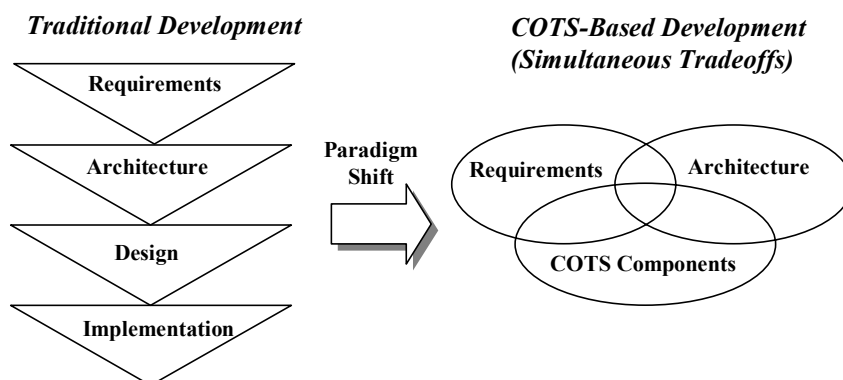 Traditional Development
Requirements
Architecture
Design
Implementation
Paradigm
Shift
COTS-Based Development
(Simultaneous Tradeoffs)
Requirements
Architecture
COTS Components